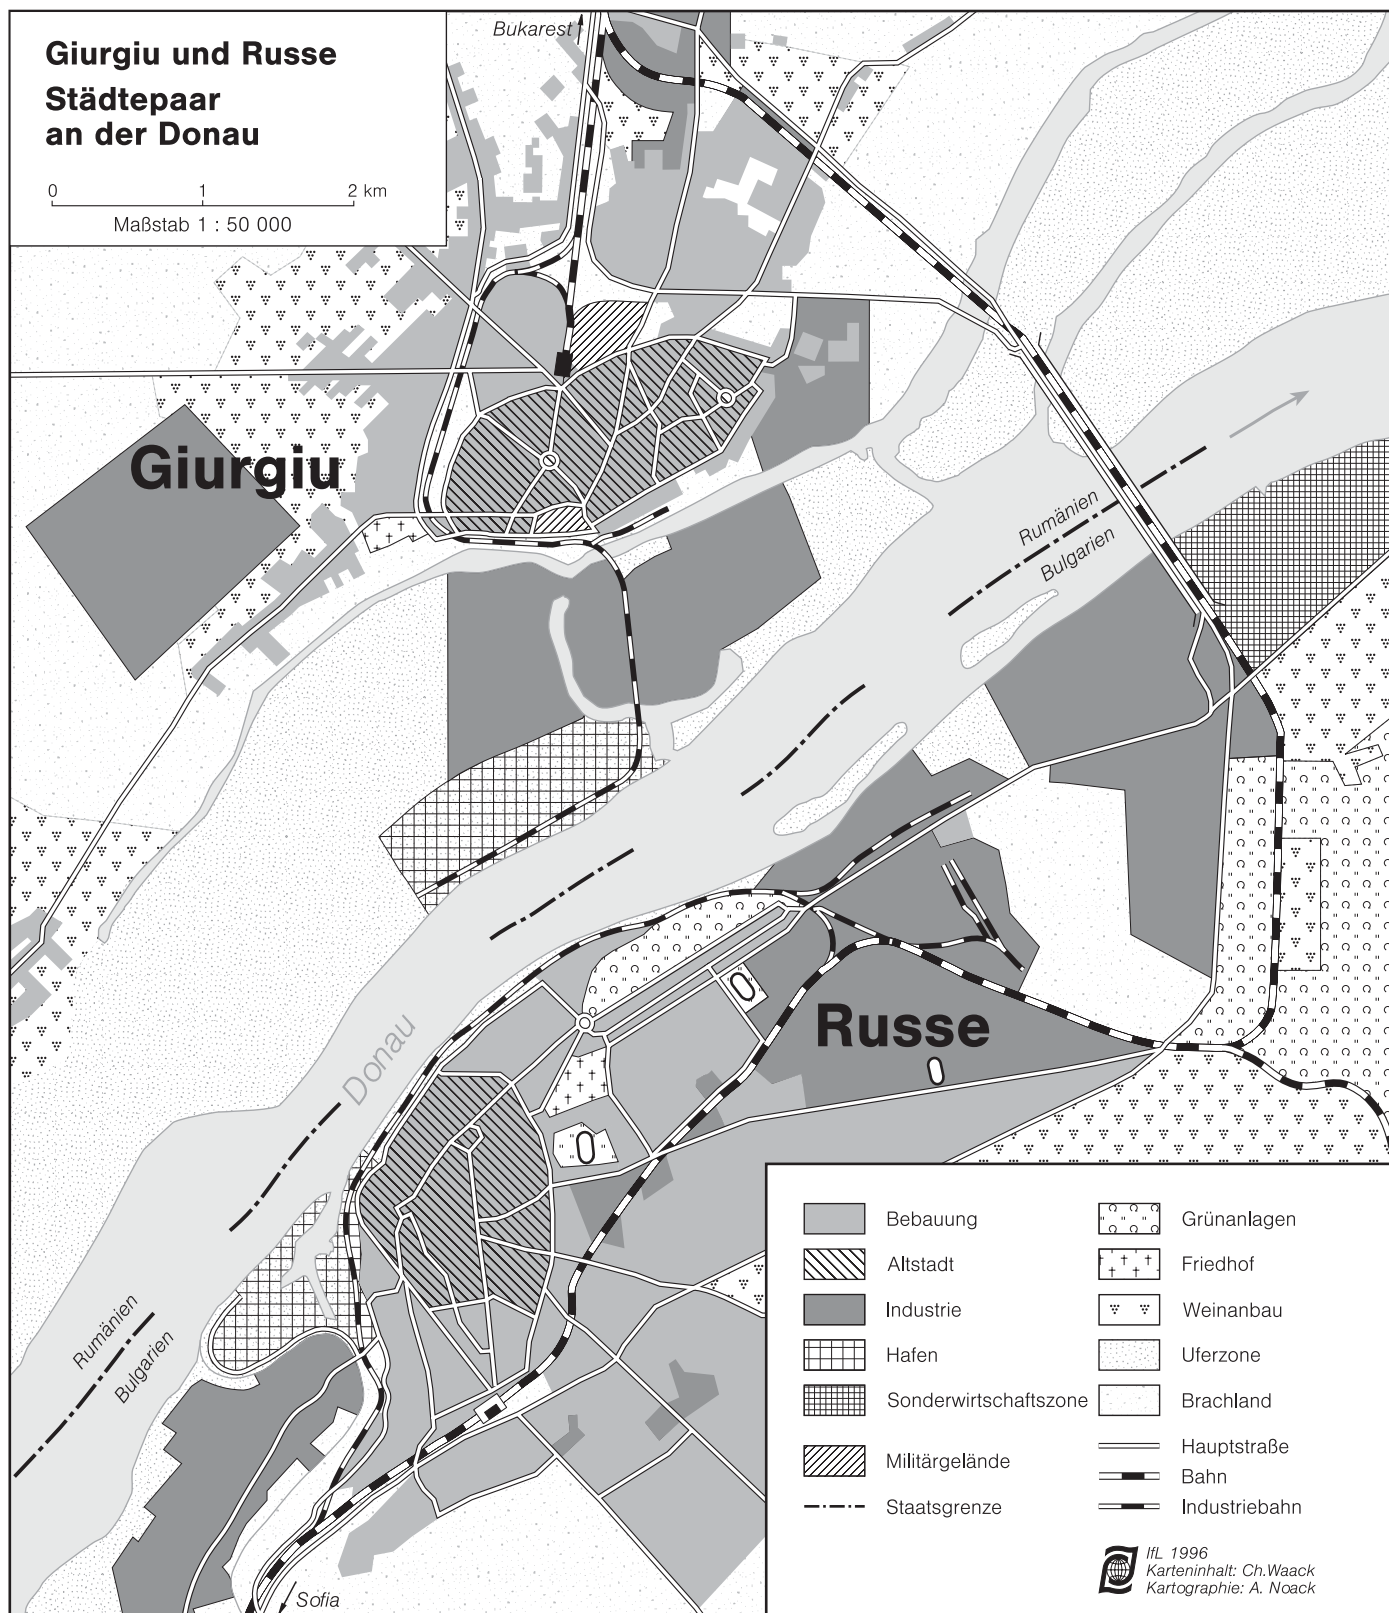 Giurgiu und Russe
Städtepaar
an der Donau
0 1 2 km
Maßstab 1 : 50 000
Bukarest
Giurgiu
Rumänien
Bulgarien
Russe
Donau
Rumänien
Bulgarien
Sofia
Bebauung
Altstadt
Industrie
Hafen
Sonderwirtschaftszone
Militärgelände
Staatsgrenze
Grünanlagen
Friedhof
Weinanbau
Uferzone
Brachland
Hauptstraße
Bahn
Industriebahn
IfL 1996
Karteninhalt: Ch.Waack
Kartographie: A. Noack